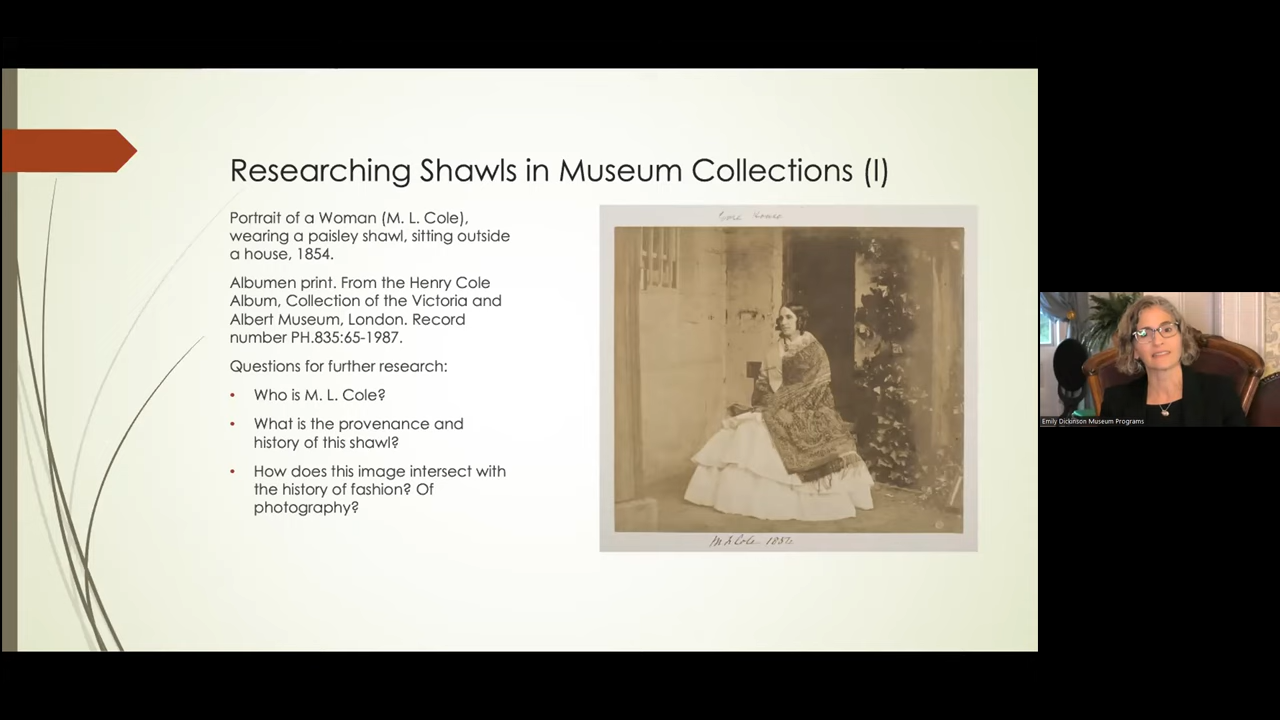 Researching Shawls in Museum Collections (I)
Portrait of a Woman (M. L. Cole),
wearing a paisley shawl, sitting outside
a house, 1854.
Albumen print. From the Henry Cole
Album, Collection of the Victoria and
Albert Museum, London. Record
number PH.835:65-1987.
Questions for further research:
• Who is M. L. Cole?
• What is the provenance and
history of this shawl?
• How does this image intersect with
the history of fashion? Of
photography?
House
M L Cole 1854
Emily Dickinson Museum Programs